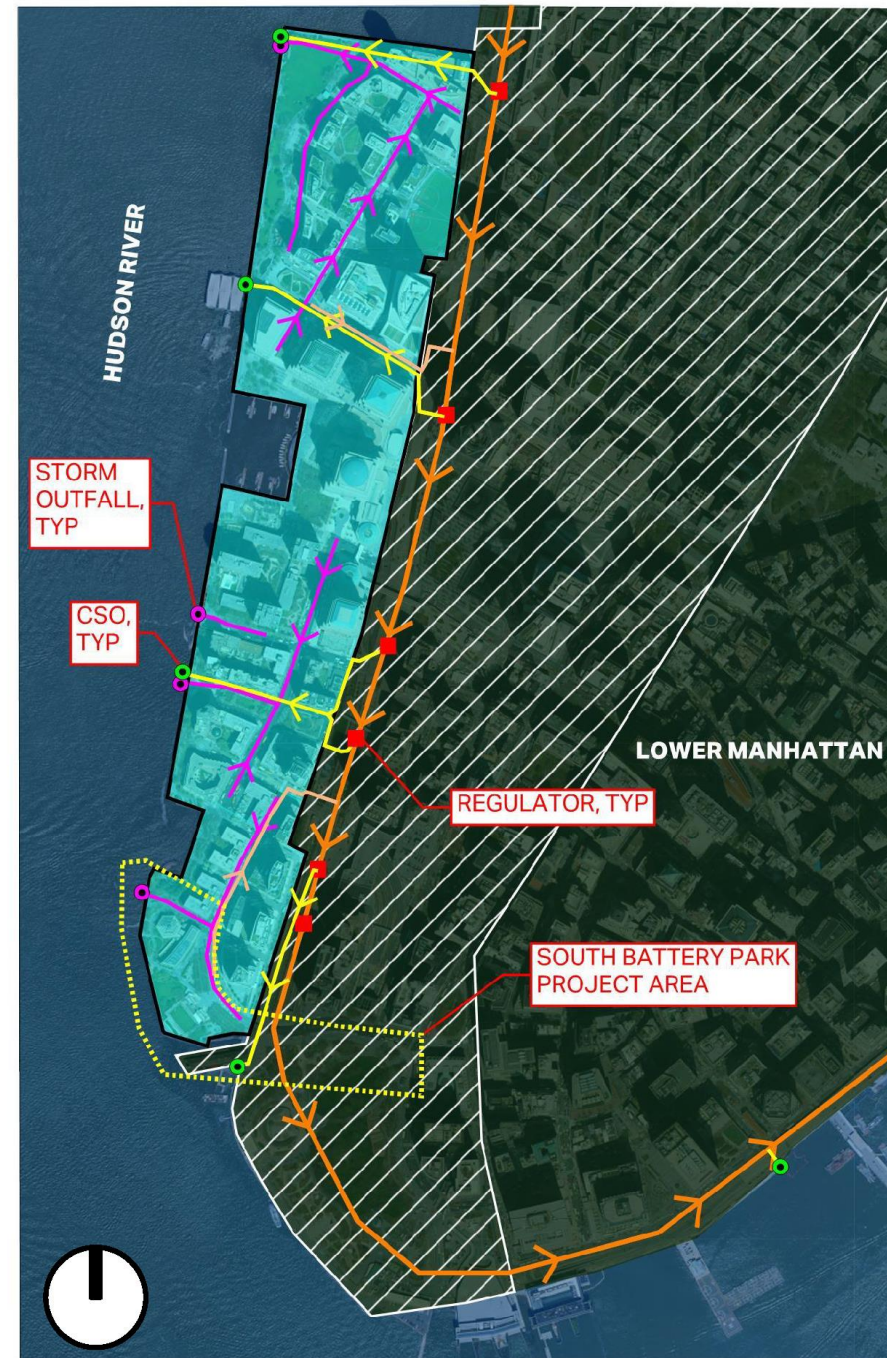 HUDSON RIVER
STORM
OUTFALL,
TYP
CSO,
TYP
LOWER MANHATTAN
REGULATOR, TYP
SOUTH BATTERY PARK
PROJECT AREA